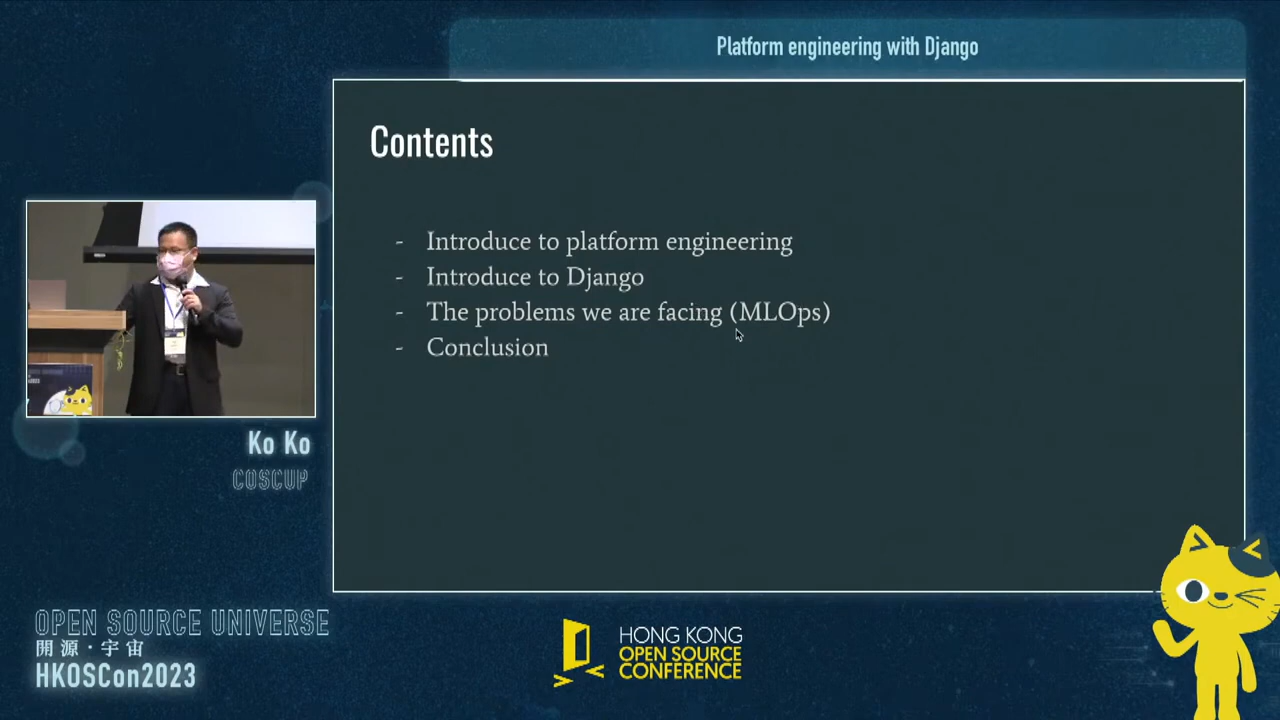 Platform engineering with Django
Contents
- Introduce to platform engineering
- Introduce to Django
- The problems we are facing (MLOps)
- Conclusion
Ko Ko
COSCUP
OPEN SOURCE UNIVERSE
開源·宇宙
HKOSCon2023
HONG KONG
OPEN SOURCE
CONFERENCE